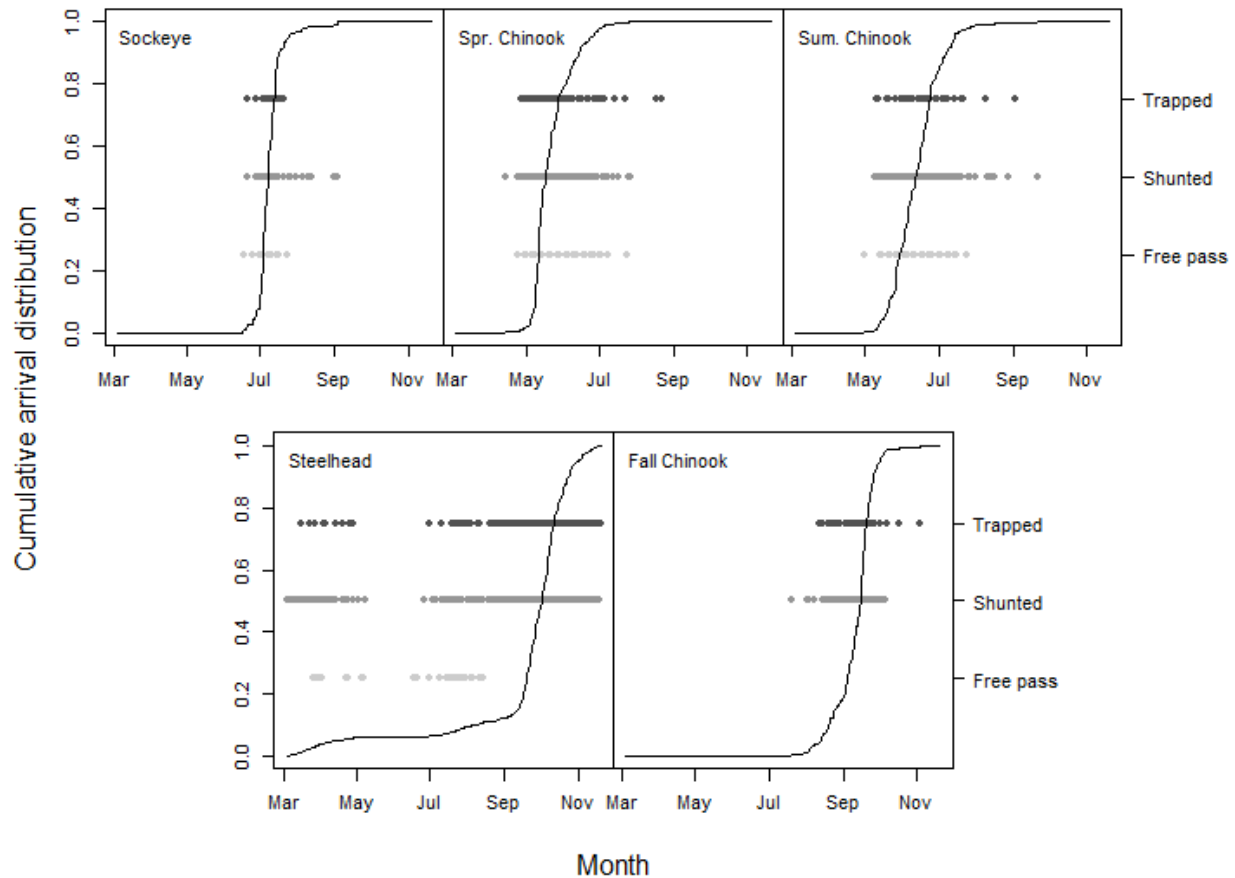 Cumulative arrival distribution
0.0 0.2 0.4 0.6 0.8 1.0
Sockeye
Spr. Chinook
Sum. Chinook
Trapped
Shunted
Free pass
Mar May Jul Sep Nov Mar May Jul Sep Nov Mar May Jul Sep Nov
0.0 0.2 0.4 0.6 0.8 1.0
Steelhead
Fall Chinook
Trapped
Shunted
Free pass
Mar May Jul Sep Nov Mar May Jul Sep Nov
Month